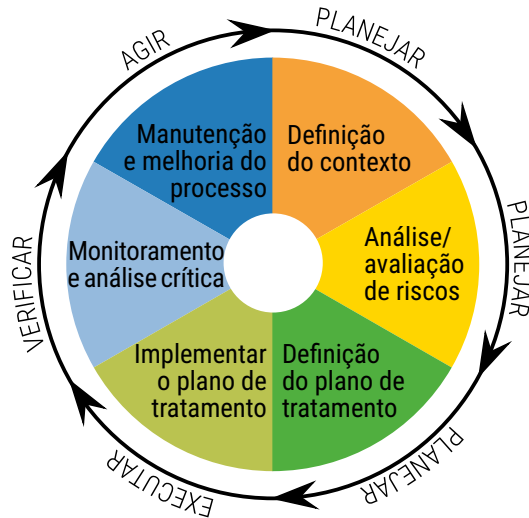 PLANEJAR
Definição
do contexto
PLANEJAR
Análise/
avaliação
de riscos
PLANEJAR
Definição
do plano de
tratamento
EXECUTAR
Implementar
o plano de
tratamento
VERIFICAR
Monitoramento
e análise crítica
AGIR
Manutenção
e melhoria do
processo